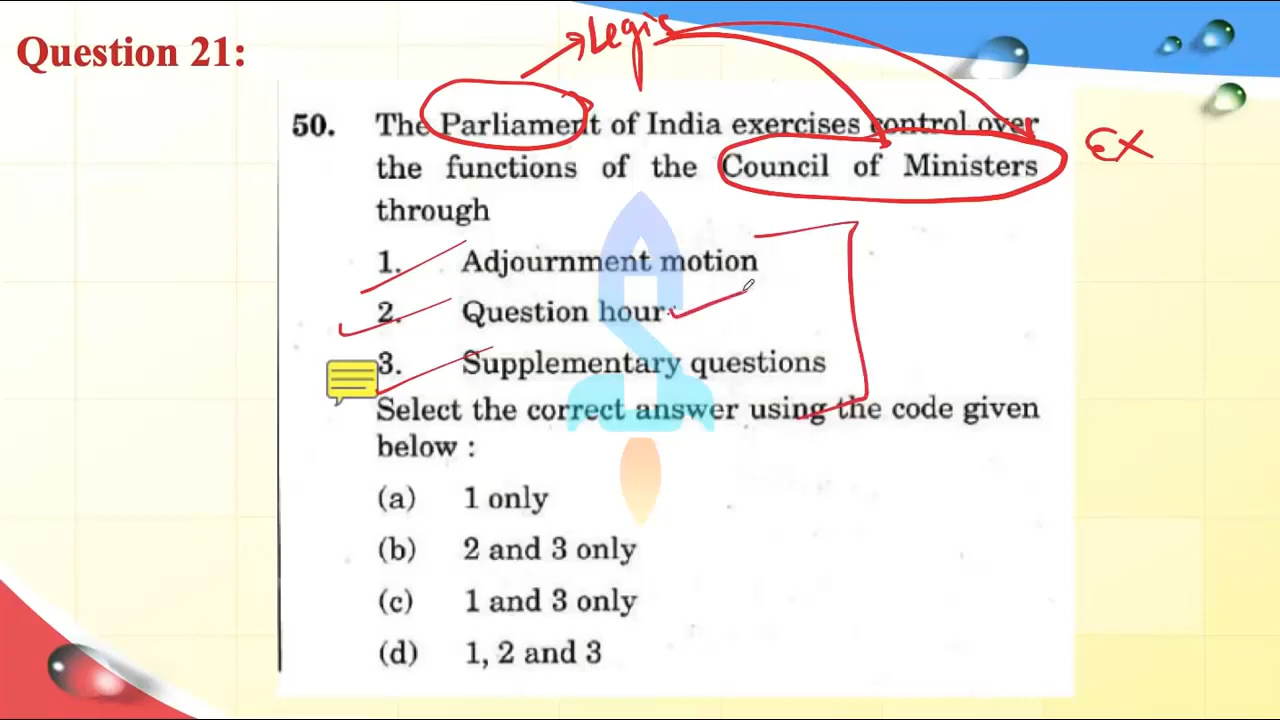 Question 21:
Legis
50. The Parliament of India exercises control over
Ex
the functions of the Council of Ministers
through
1. Adjournment motion
2. Question hour
3. Supplementary questions
Select the correct answer using the code given
below :
(a) 1 only
(b) 2 and 3 only
(c) 1 and 3 only
(d) 1, 2 and 3